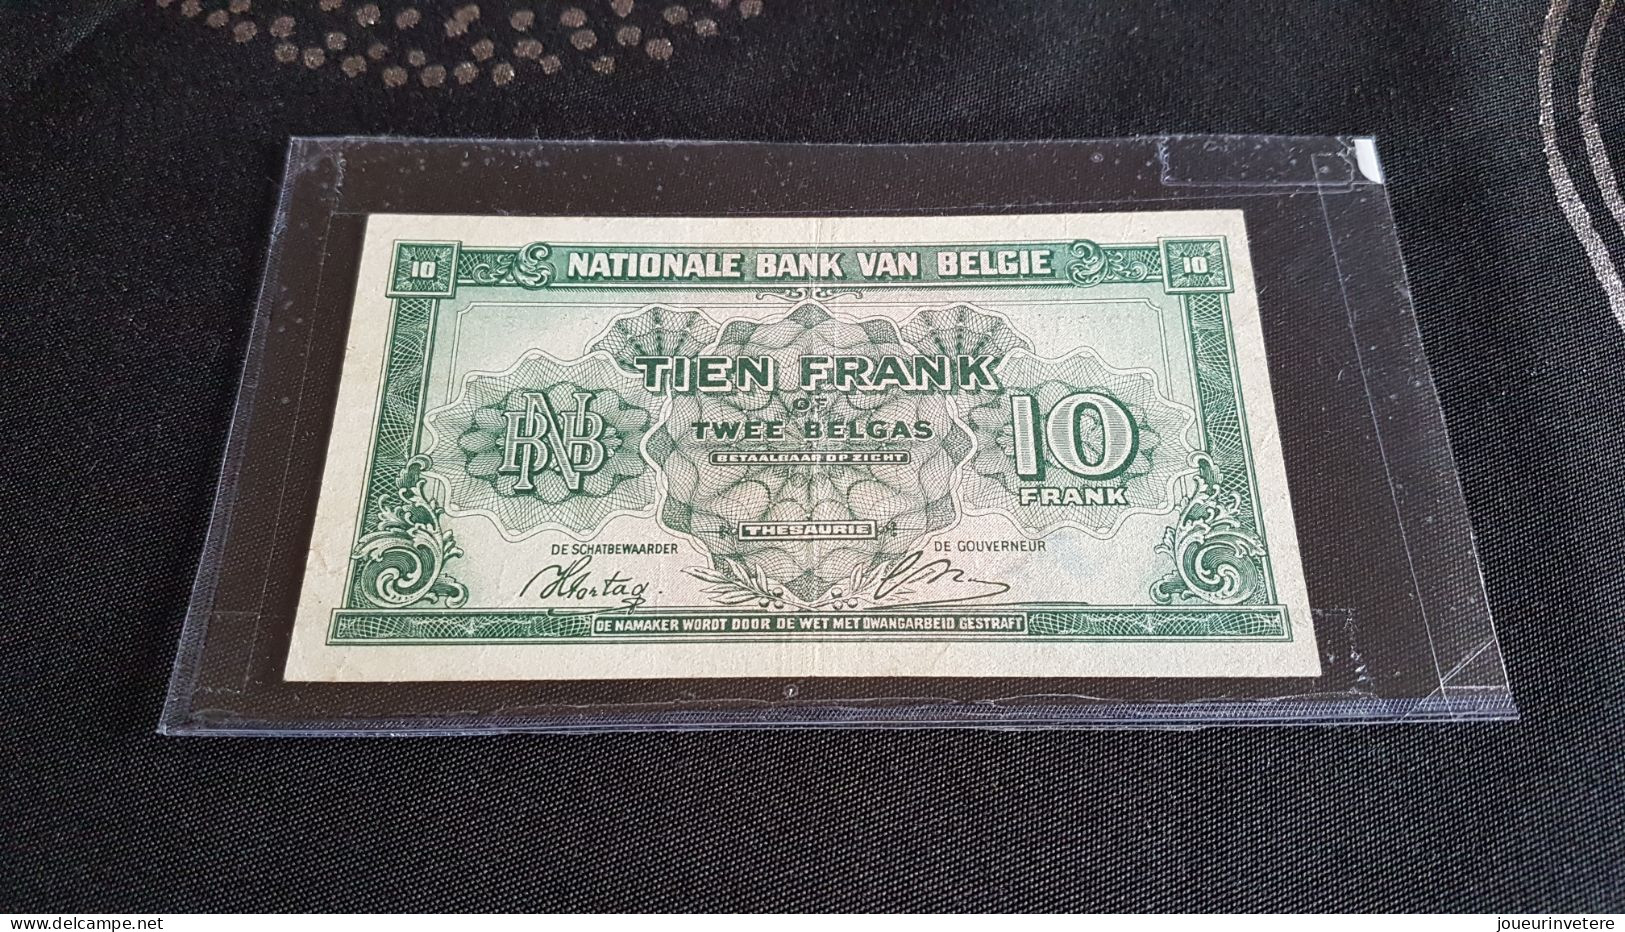 NATIONALE BANK VAN BELGIE
10
10
TIEN FRANK
OF
TWEE BELGAS
BETAALBAAR OP ZICHT
BNB
10
FRANK
THESAURIE
DE SCHATBEWAARDER
DE GOUVERNEUR
DE NAMAKER WORDT DOOR DE WET MET DWANGARBEID GESTRAFT
delcampe.net
joueurinvetere